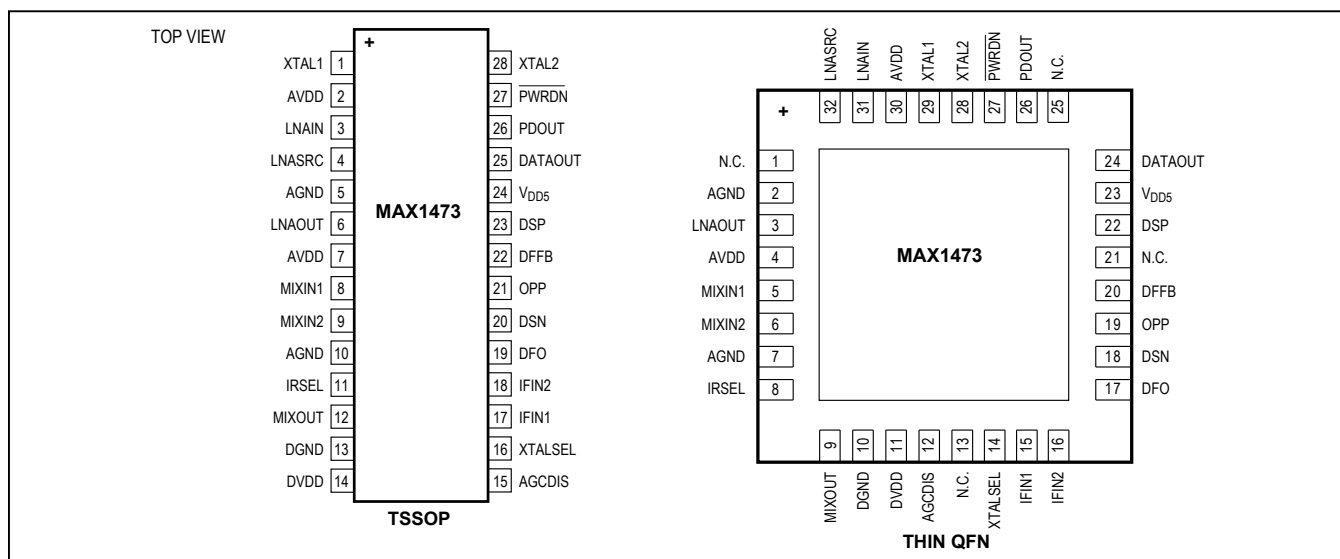 TOP VIEW
+
XTAL1 1
AVDD 2
LNAIN 3
LNASRC 4
AGND 5
LNAOUT 6
AVDD 7
MIXIN1 8
MIXIN2 9
AGND 10
IRSEL 11
MIXOUT 12
DGND 13
DVDD 14
MAX1473
28 XTAL2
27 PWRDN
26 PDOUT
25 DATAOUT
24 VDD5
23 DSP
22 DFFB
21 OPP
20 DSN
19 DFO
18 IFIN2
17 IFIN1
16 XTALSEL
15 AGCDIS
TSSOP
LNASRC 32
LNAIN 31
AVDD 30
XTAL1 29
XTAL2 28
PWRDN 27
PDOUT 26
N.C. 25
+
N.C. 1
AGND 2
LNAOUT 3
AVDD 4
MIXIN1 5
MIXIN2 6
AGND 7
IRSEL 8
MAX1473
24 DATAOUT
23 VDD5
22 DSP
21 N.C.
20 DFFB
19 OPP
18 DSN
17 DFO
MIXOUT 9
DGND 10
DVDD 11
AGCDIS 12
N.C. 13
XTALSEL 14
IFIN1 15
IFIN2 16
THIN QFN